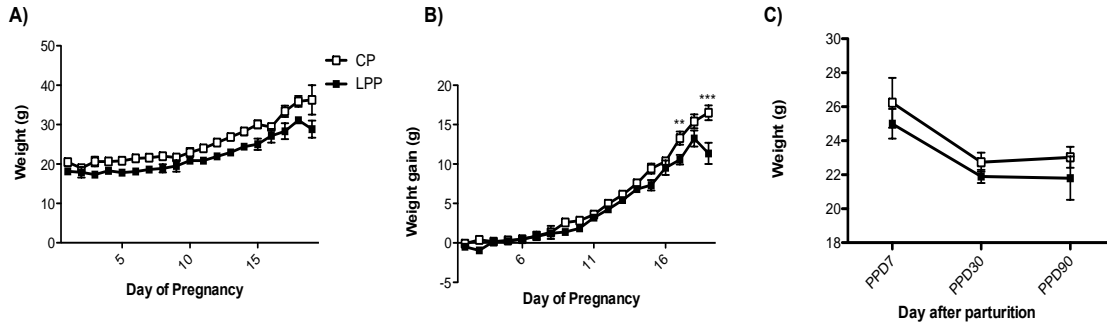 A)
B)
C)
Weight (g)
50
40
30
20
10
0
5
10
15
Day of Pregnancy
CP
LPP
Weight gain (g)
20
15
10
5
0
-5
6
11
16
**
***
Day of Pregnancy
Weight (g)
30
28
26
24
22
20
18
PPD7
PPD30
PPD90
Day after parturition